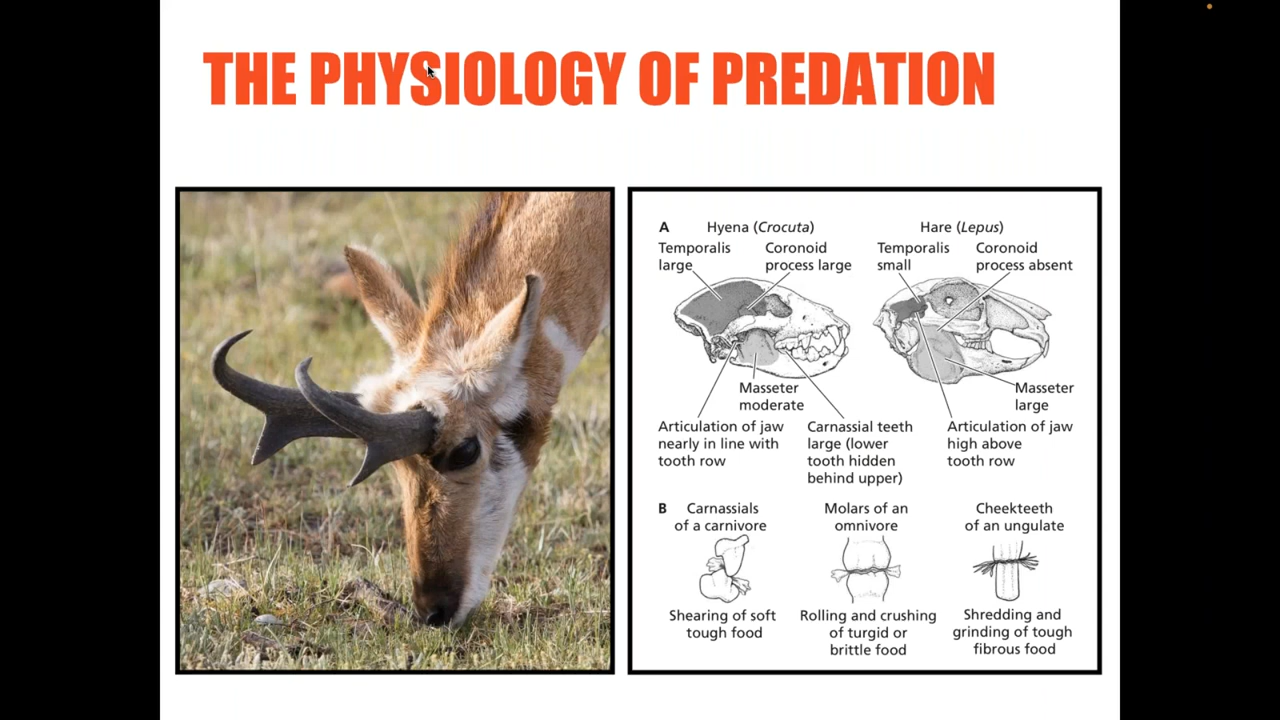 THE PHYSIOLOGY OF PREDATION
A Hyena (Crocuta)
Temporalis
large
Coronoid
process large
Hare (Lepus)
Temporalis
small
Coronoid
process absent
Masseter
moderate
Masseter
large
Articulation of jaw
nearly in line with
tooth row
Carnassial teeth
large (lower
tooth hidden
behind upper)
Articulation of jaw
high above
tooth row
B Carnassials
of a carnivore
Molars of an
omnivore
Cheekteeth
of an ungulate
Shearing of soft
tough food
Rolling and crushing
of turgid or
brittle food
Shredding and
grinding of tough
fibrous food